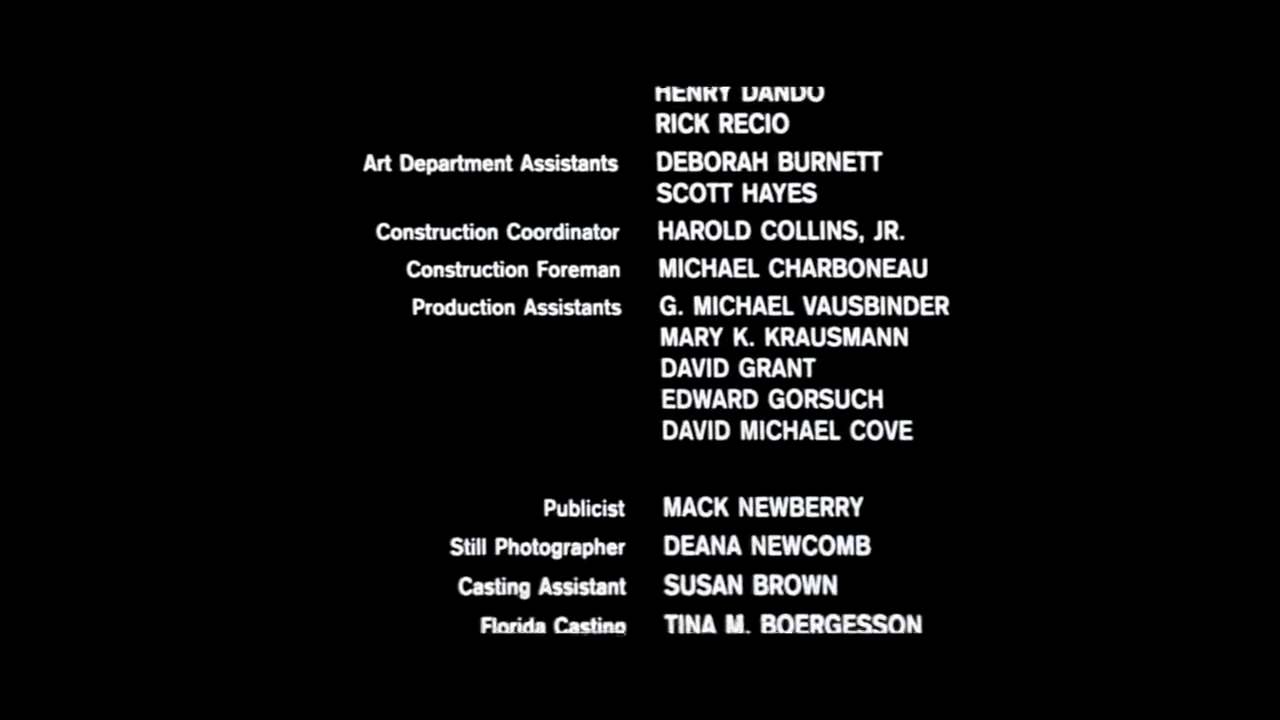 HENRY DANDO
RICK RECIO
Art Department Assistants DEBORAH BURNETT
SCOTT HAYES
Construction Coordinator HAROLD COLLINS, JR.
Construction Foreman MICHAEL CHARBONEAU
Production Assistants G. MICHAEL VAUSBINDER
MARY K. KRAUSMANN
DAVID GRANT
EDWARD GORSUCH
DAVID MICHAEL COVE
Publicist MACK NEWBERRY
Still Photographer DEANA NEWCOMB
Casting Assistant SUSAN BROWN
Florida Casting TINA M. BOERGESSON